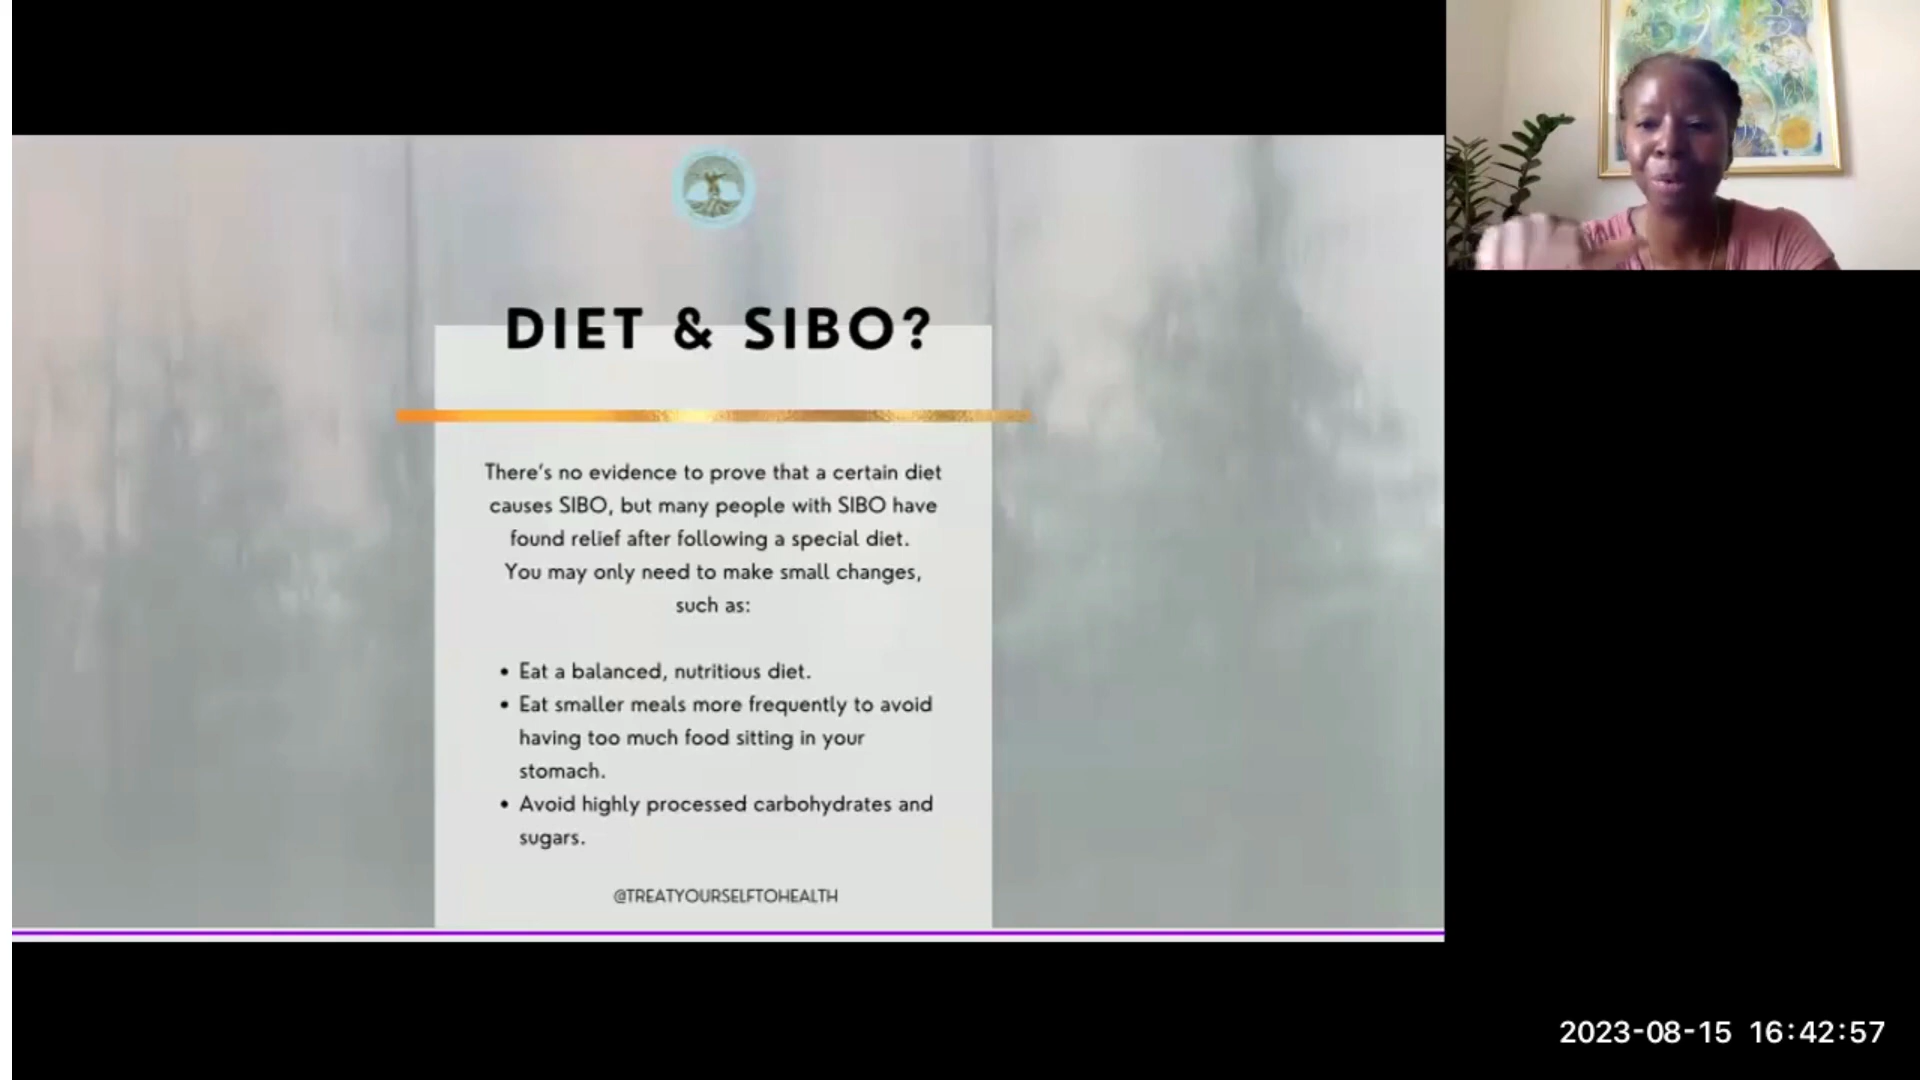 DIET & SIBO?
There's no evidence to prove that a certain diet
causes SIBO, but many people with SIBO have
found relief after following a special diet.
You may only need to make small changes,
such as:
• Eat a balanced, nutritious diet.
• Eat smaller meals more frequently to avoid
having too much food sitting in your
stomach.
• Avoid highly processed carbohydrates and
sugars.
@TREATYOURSELFTOHEALTH
2023-08-15 16:42:57